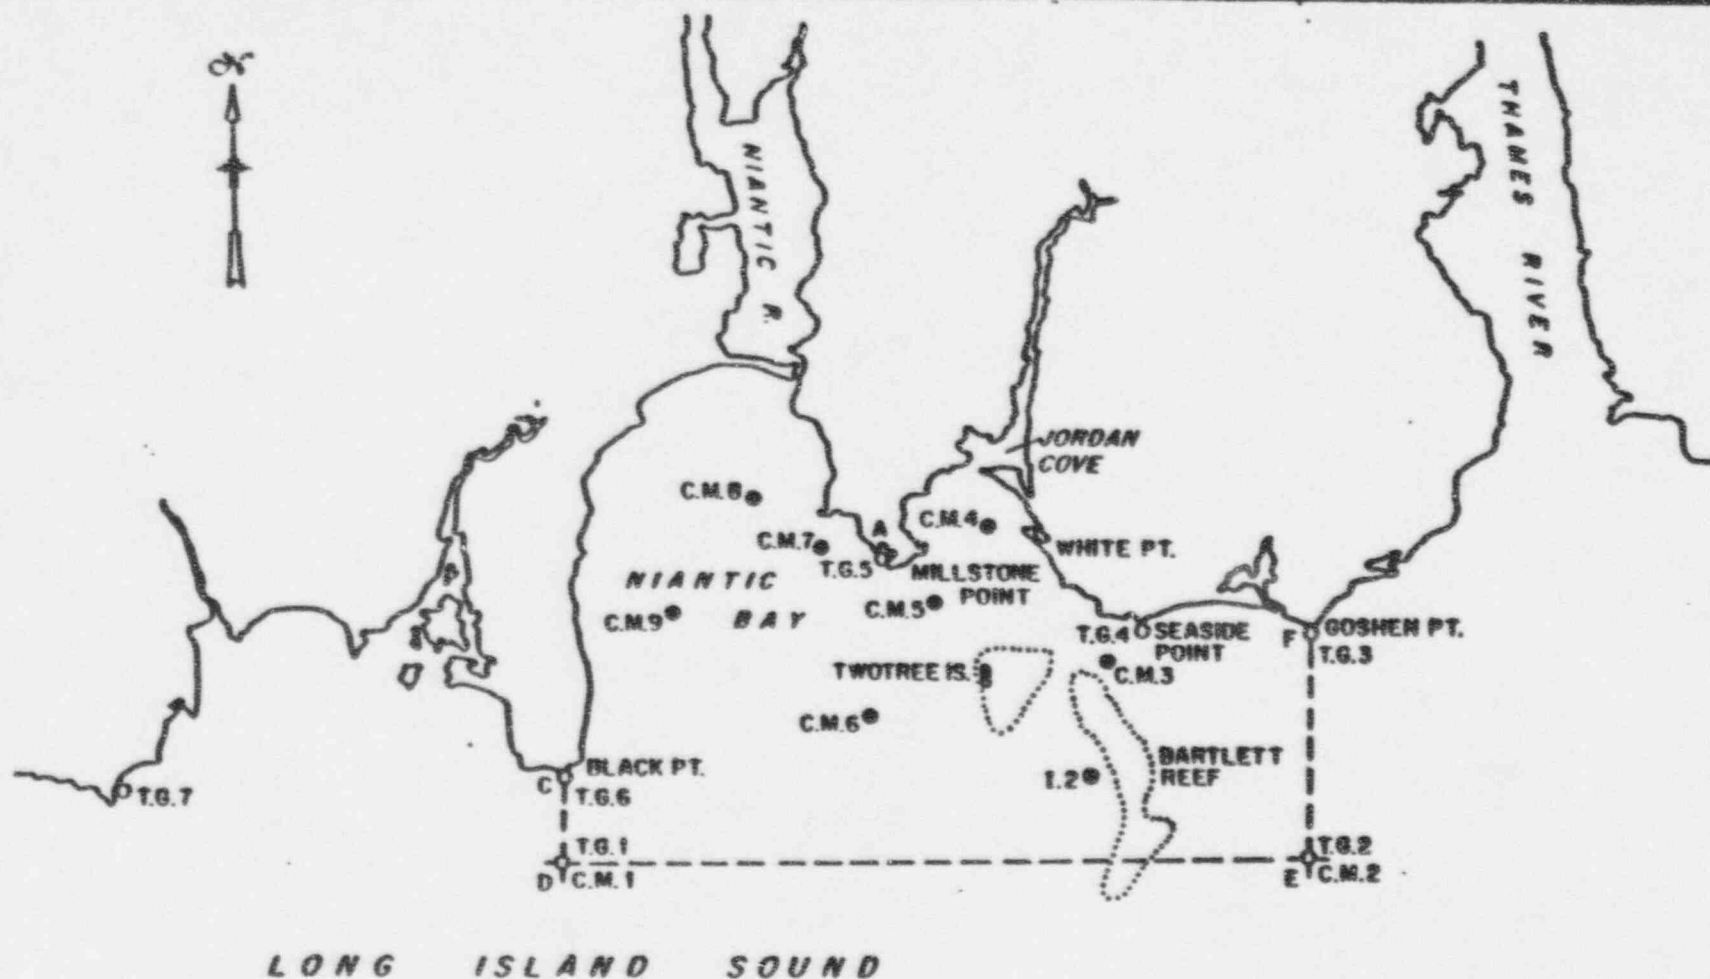 N
THAMES RIVER
NIANTIC R.
JORDAN
COVE
C.M.8
C.M.4
A
C.M.7
WHITE PT.
T.G.5
MILLSTONE
POINT
NIANTIC
BAY
C.M.5
C.M.9
T.G.4
SEASIDE
POINT
F
GOSHEN PT.
T.G.3
TWOTREE IS.
C.M.3
C.M.6
BLACK PT.
BARTLETT
REEF
1.2
C
T.G.6
T.G.7
T.G.1
D
C.M.1
T.G.2
E
C.M.2
LONG ISLAND SOUND